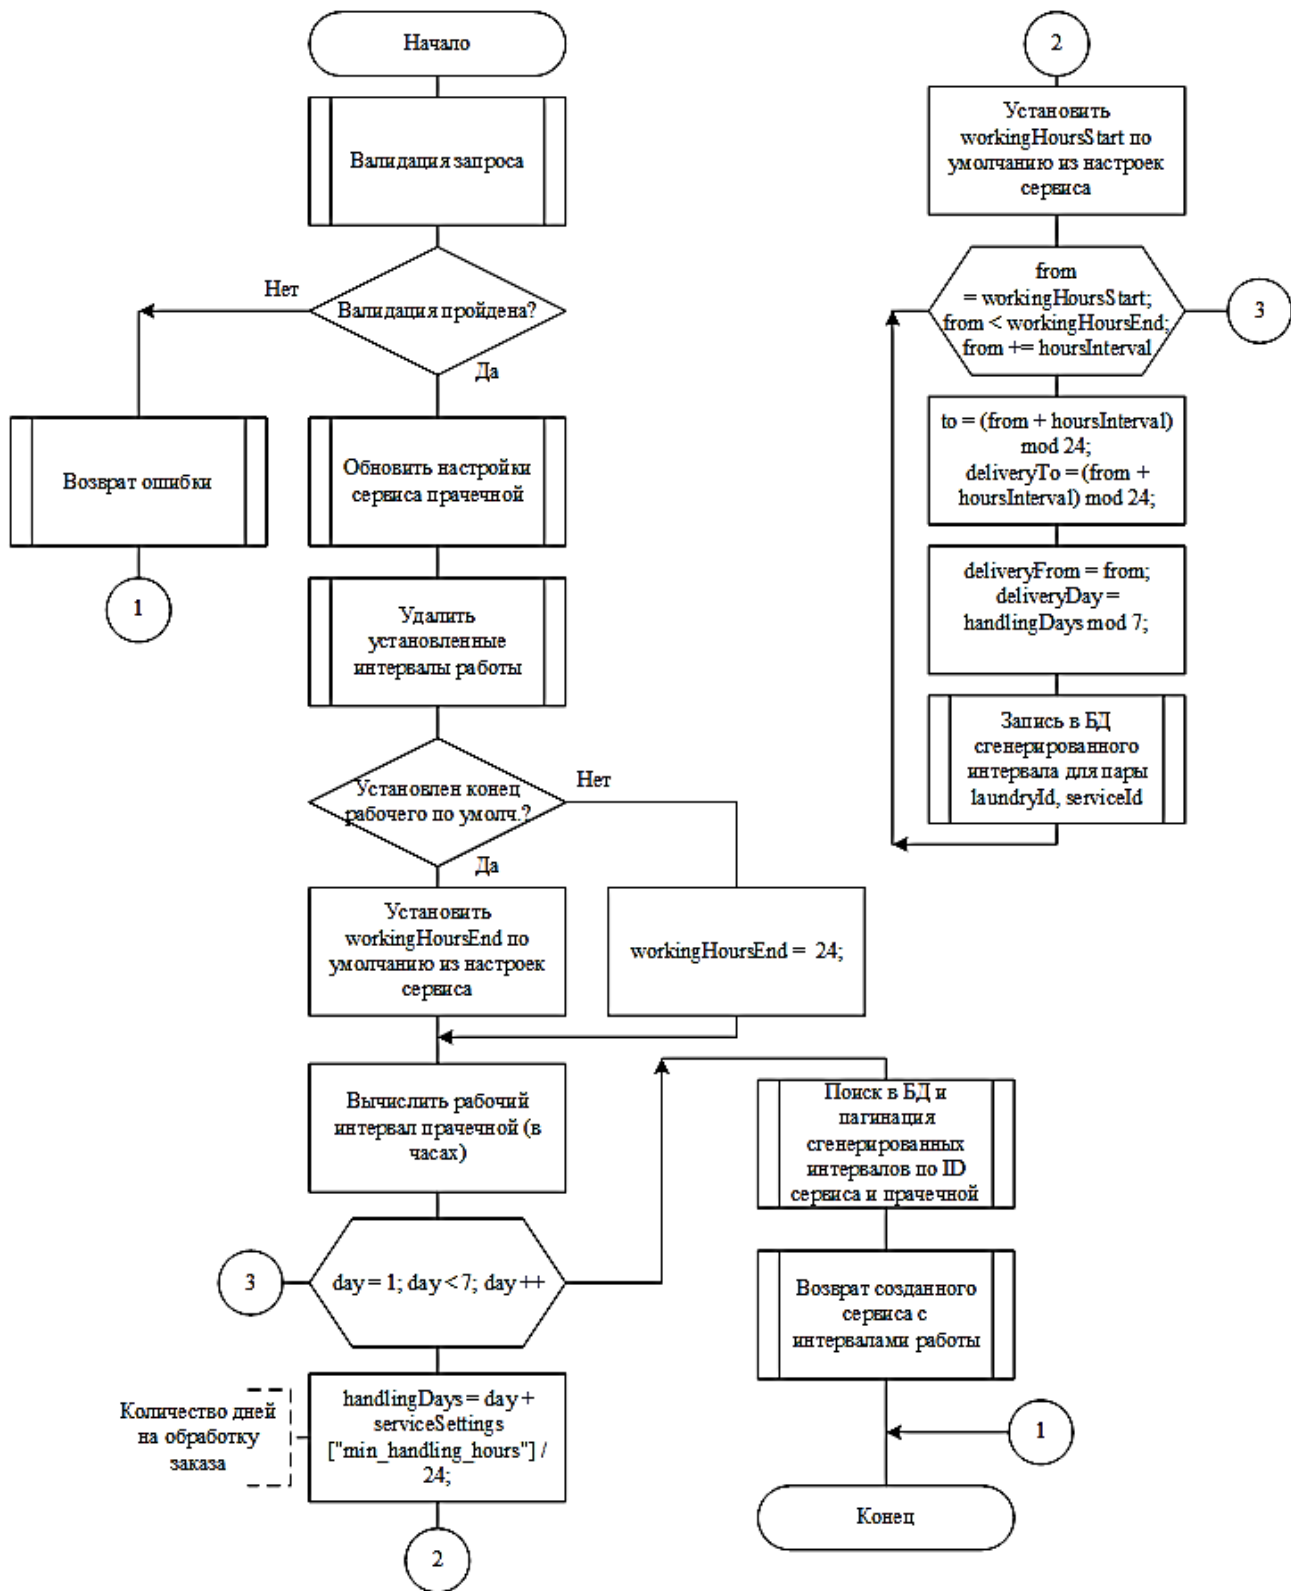 Начало
Валидация запроса
Валидация пройдена?
Нет
Да
Возврат ошибки
1
Обновить настройки
сервиса прачечной
Удалить
установленные
интервалы работы
Установлен конец
рабочего по умолч.?
Нет
Да
Установить
workingHoursEnd по
умолчанию из настроек
сервиса
workingHoursEnd = 24;
Вычислить рабочий
интервал прачечной (в
часах)
3
day = 1; day < 7; day ++
Количество дней
на обработку
заказа
handlingDays = day +
serviceSettings
["min_handling_hours"] /
24;
2
2
Установить
workingHoursStart по
умолчанию из настроек
сервиса
from
= workingHoursStart;
from < workingHoursEnd;
from += hoursInterval
3
to = (from + hoursInterval)
mod 24;
deliveryTo = (from +
hoursInterval) mod 24;
deliveryFrom = from;
deliveryDay =
handlingDays mod 7;
Запись в БД
сгенерированного
интервала для пары
laundryId, serviceId
Поиск в БД и
пагинация
сгенерированных
интервалов по ID
сервиса и прачечной
Возврат созданного
сервиса с
интервалами работы
1
Конец